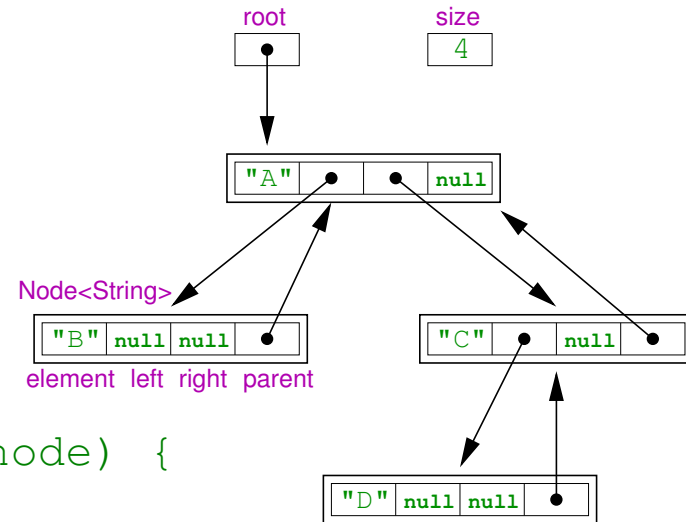 root size
4
"A" null
Node<String>
"B" null null
"C" null
element left right parent
node) {
"D" null null